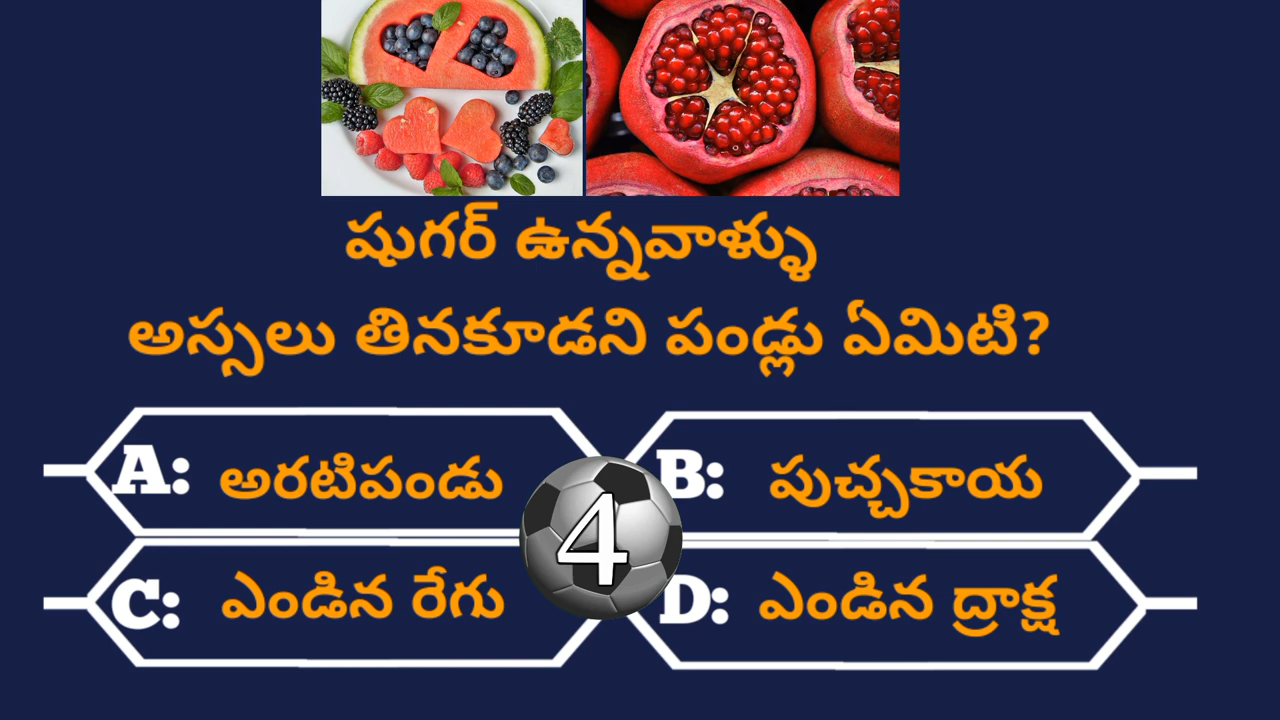 షుగర్ ఉన్నవాళ్ళు
అస్సలు తినకూడని పండ్లు ఏమిటి?
A: అరటిపండు
B: పుచ్చకాయ
4
C: ఎండిన రేగు
D: ఎండిన ద్రాక్ష